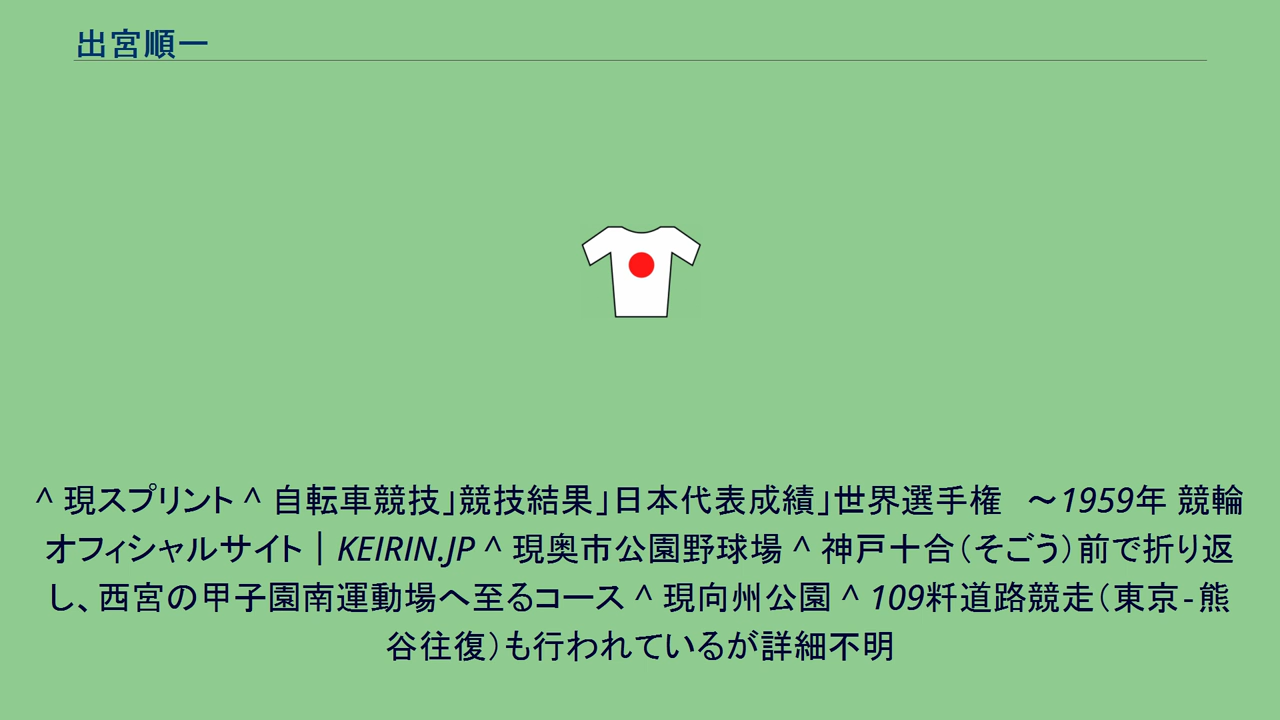 出宮順一
^ 現スプリント ^ 自転車競技」競技結果」日本代表成績」世界選手権　～1959年 競輪
オフィシャルサイト｜KEIRIN.JP ^ 現奥市公園野球場 ^ 神戸十合（そごう）前で折り返
し、西宮の甲子園南運動場へ至るコース ^ 現向州公園 ^ 109粁道路競走（東京-熊
谷往復）も行われているが詳細不明